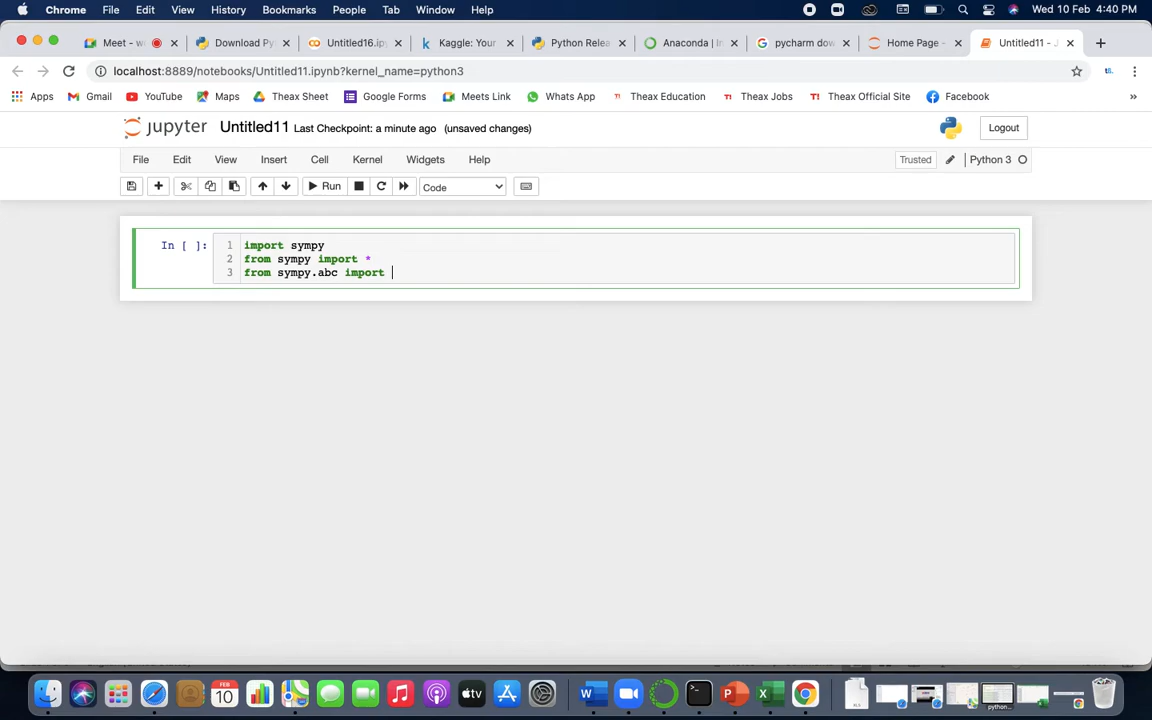 Chrome File Edit View History Bookmarks People Tab Window Help Wed 10 Feb 4:40 PM
Meet - Download Py Untitled16.ip Kaggle: Your Python Relea Anaconda | In pycharm dow Home Page - Untitled11 - J
localhost:8889/notebooks/Untitled11.ipynb?kernel_name=python3
Apps Gmail YouTube Maps Theax Sheet Google Forms Meets Link Whats App Theax Education Theax Jobs Theax Official Site Facebook »
jupyter Untitled11 Last Checkpoint: a minute ago (unsaved changes) Logout
File Edit View Insert Cell Kernel Widgets Help Trusted Python 3
Run Code
In [ ]: 1 import sympy
2 from sympy import *
3 from sympy.abc import
FEB
10
tv
python...